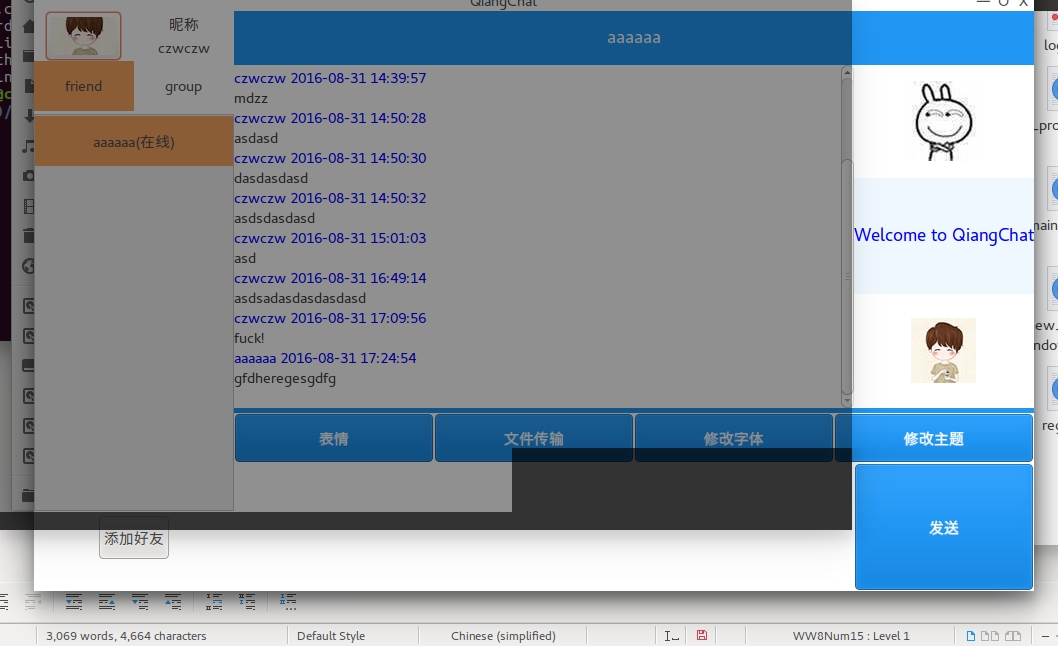 QiangChat
昵称
czwczw
friend
group
aaaaaa(在线)
添加好友
aaaaaa
czwczw 2016-08-31 14:39:57
mdzz
czwczw 2016-08-31 14:50:28
asdasd
czwczw 2016-08-31 14:50:30
dasdasdasd
czwczw 2016-08-31 14:50:32
asdsdasdasd
czwczw 2016-08-31 15:01:03
asd
czwczw 2016-08-31 16:49:14
asdsadasdasdasdasd
czwczw 2016-08-31 17:09:56
fuck!
aaaaaa 2016-08-31 17:24:54
gfdheregesgdfg
Welcome to QiangChat
表情
文件传输
修改字体
修改主题
发送
3,069 words, 4,664 characters
Default Style
Chinese (simplified)
WW8Num15 : Level 1